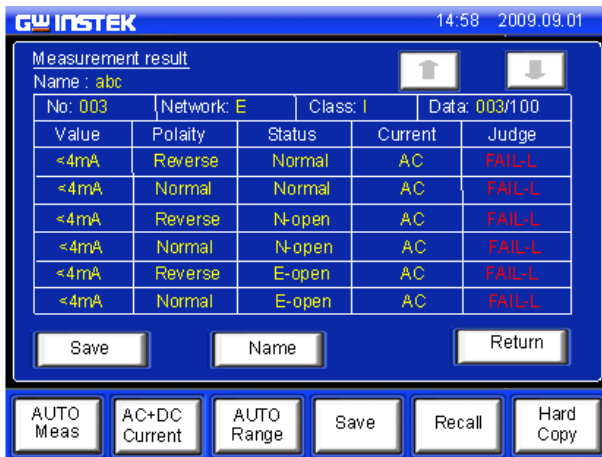 GW INSTEK 14:58 2009.09.01
Measurement result
Name : abc
No: 003 Network: E Class: I Data: 003/100
Value Polaity Status Current Judge
<4mA Reverse Normal AC FAIL-L
<4mA Normal Normal AC FAIL-L
<4mA Reverse N-open AC FAIL-L
<4mA Normal N-open AC FAIL-L
<4mA Reverse E-open AC FAIL-L
<4mA Normal E-open AC FAIL-L
Save Name Return
AUTO Meas AC+DC Current AUTO Range Save Recall Hard Copy